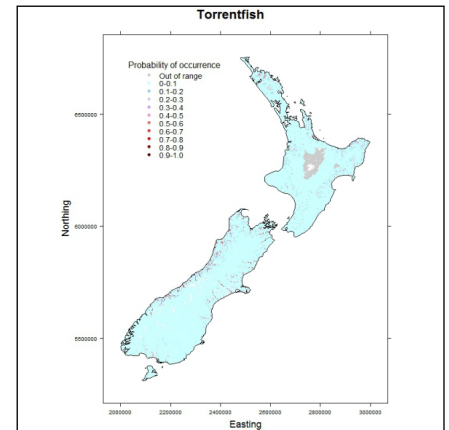 Torrentfish
Probability of occurrence
Out of range
0-0.1
0.1-0.2
0.2-0.3
0.3-0.4
0.4-0.5
0.5-0.6
0.6-0.7
0.7-0.8
0.8-0.9
0.9-1.0
Northing
6500000
6000000
5500000
2000000 2200000 2400000 2600000 2800000 3000000
Easting